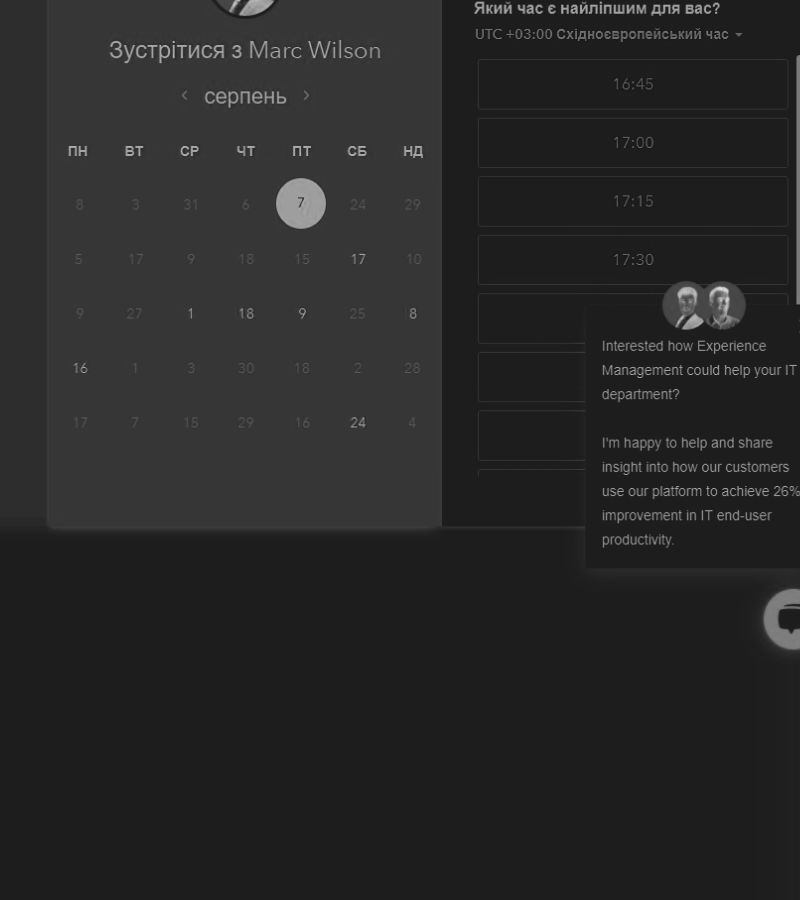 Зустрітися з Marc Wilson
серпень
ПН ВТ СР ЧТ ПТ СБ НД
8 3 31 6 7 24 29
5 17 9 18 15 17 10
9 27 1 18 9 25 8
16 1 3 30 18 2 28
17 7 15 29 16 24 4
Який час є найліпшим для вас?
UTC +03:00 Східноєвропейський час
16:45
17:00
17:15
17:30
Interested how Experience
Management could help your IT
department?
I'm happy to help and share
insight into how our customers
use our platform to achieve 26%
improvement in IT end-user
productivity.